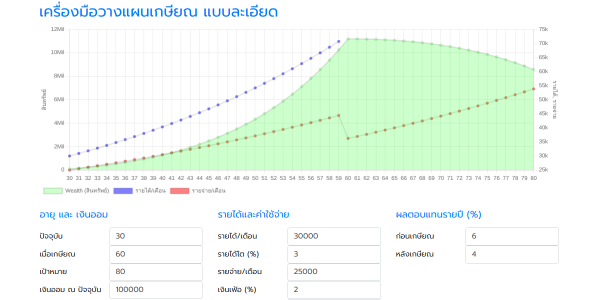 เครื่องมือวางแผนเกษียณ แบบละเอียด
12Mil 75k
70k
10Mil 65k
60k
8Mil 55k
6Mil 50k
45k
4Mil 40k
2Mil 35k
30k
0 25k
สินทรัพย์
รายได้, รายจ่าย
30 31 32 33 34 35 36 37 38 39 40 41 42 43 44 45 46 47 48 49 50 51 52 53 54 55 56 57 58 59 60 61 62 63 64 65 66 67 68 69 70 71 72 73 74 75 76 77 78 79 80
Wealth (สินทรัพย์) รายได้/เดือน รายจ่าย/เดือน
อายุ และ เงินออม รายได้และค่าใช้จ่าย ผลตอบแทนรายปี (%)
ปัจจุบัน 30 รายได้/เดือน 30000 ก่อนเกษียณ 6
เมื่อเกษียณ 60 รายได้โต (%) 3 หลังเกษียณ 4
เป้าหมาย 80 รายจ่าย/เดือน 25000
เงินออม ณ ปัจจุบัน 100000 เงินเฟ้อ (%) 2